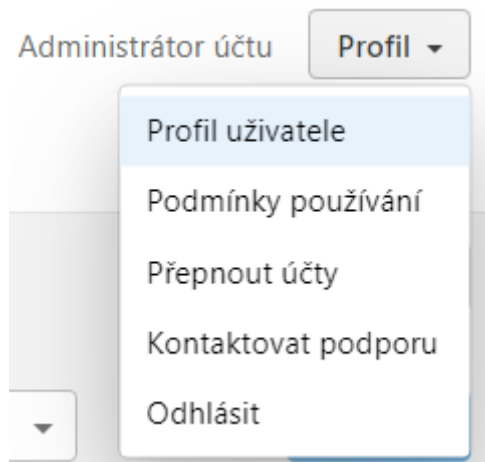 Administrátor účtu Profil
Profil uživatele
Podmínky používání
Přepnout účty
Kontaktovat podporu
Odhlásit